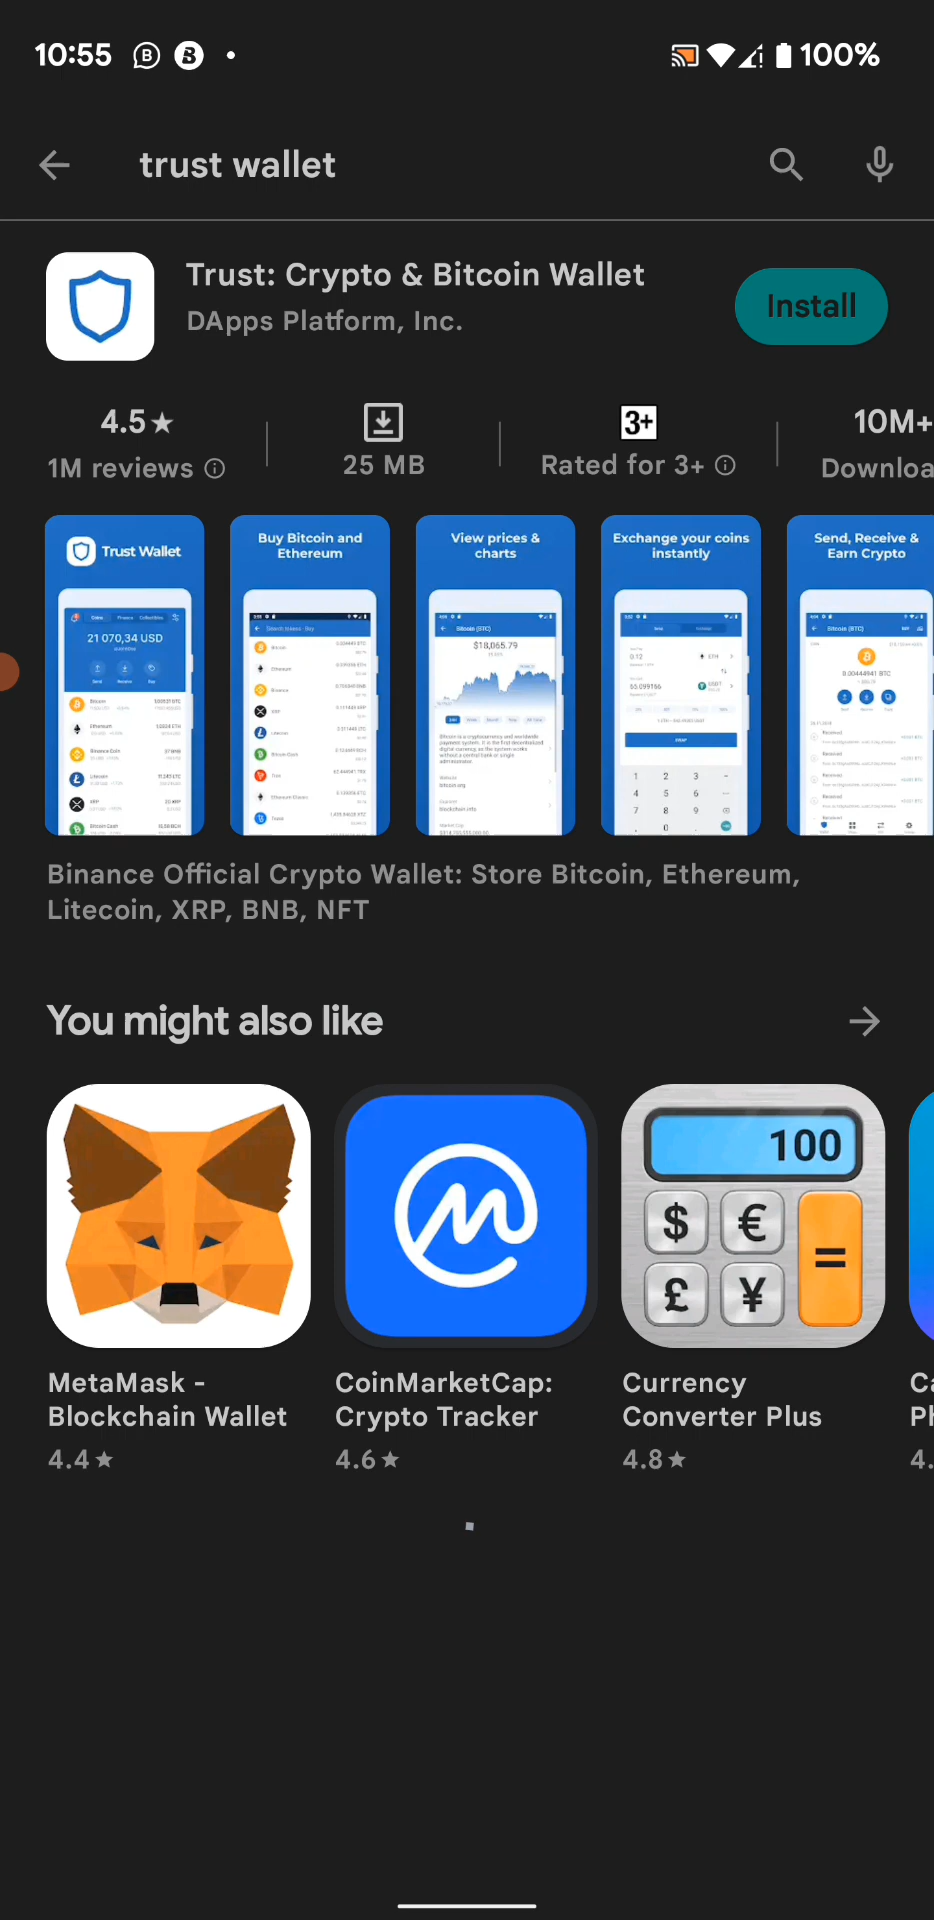 10:55
100%
trust wallet
Trust: Crypto & Bitcoin Wallet
DApps Platform, Inc.
Install
4.5★
1M reviews
25 MB
3+
Rated for 3+
10M+
Downloa
Trust Wallet
21 070,34 USD
Buy Bitcoin and
Ethereum
View prices &
charts
$18,065.79
Exchange your coins
instantly
Send, Receive &
Earn Crypto
Binance Official Crypto Wallet: Store Bitcoin, Ethereum,
Litecoin, XRP, BNB, NFT
You might also like
100
$ €
£ ¥ =
MetaMask -
Blockchain Wallet
4.4★
CoinMarketCap:
Crypto Tracker
4.6★
Currency
Converter Plus
4.8★
Ca
Ph
4.